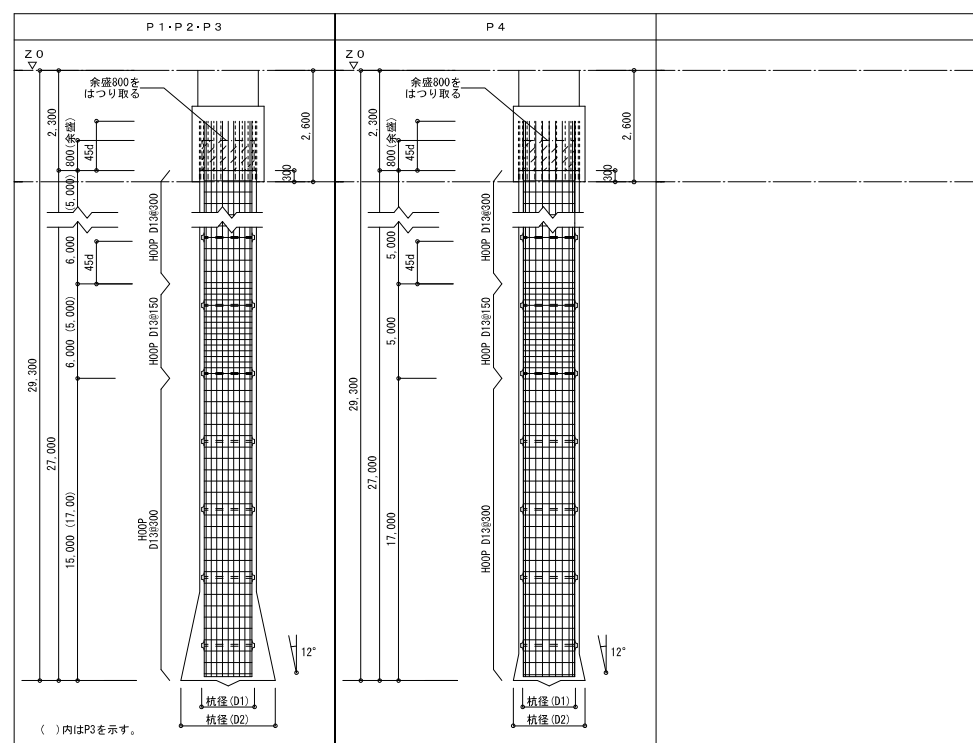 P1・P2・P3
Z0
余盛800を
はつり取る
2,300
800(余盛)
45d
2,600
300
(5,000)
HOOP D13@300
6,000
45d
6,000 (5,000)
HOOP D13@150
29,300
27,000
15,000 (17.00)
HOOP
D13@300
12°
杭径(D1)
杭径(D2)
( )内はP3を示す。
P4
Z0
余盛800を
はつり取る
2,300
800(余盛)
45d
2,600
300
HOOP D13@300
5,000
45d
5,000
HOOP D13@150
29,300
27,000
17,000
HOOP D13@300
12°
杭径(D1)
杭径(D2)